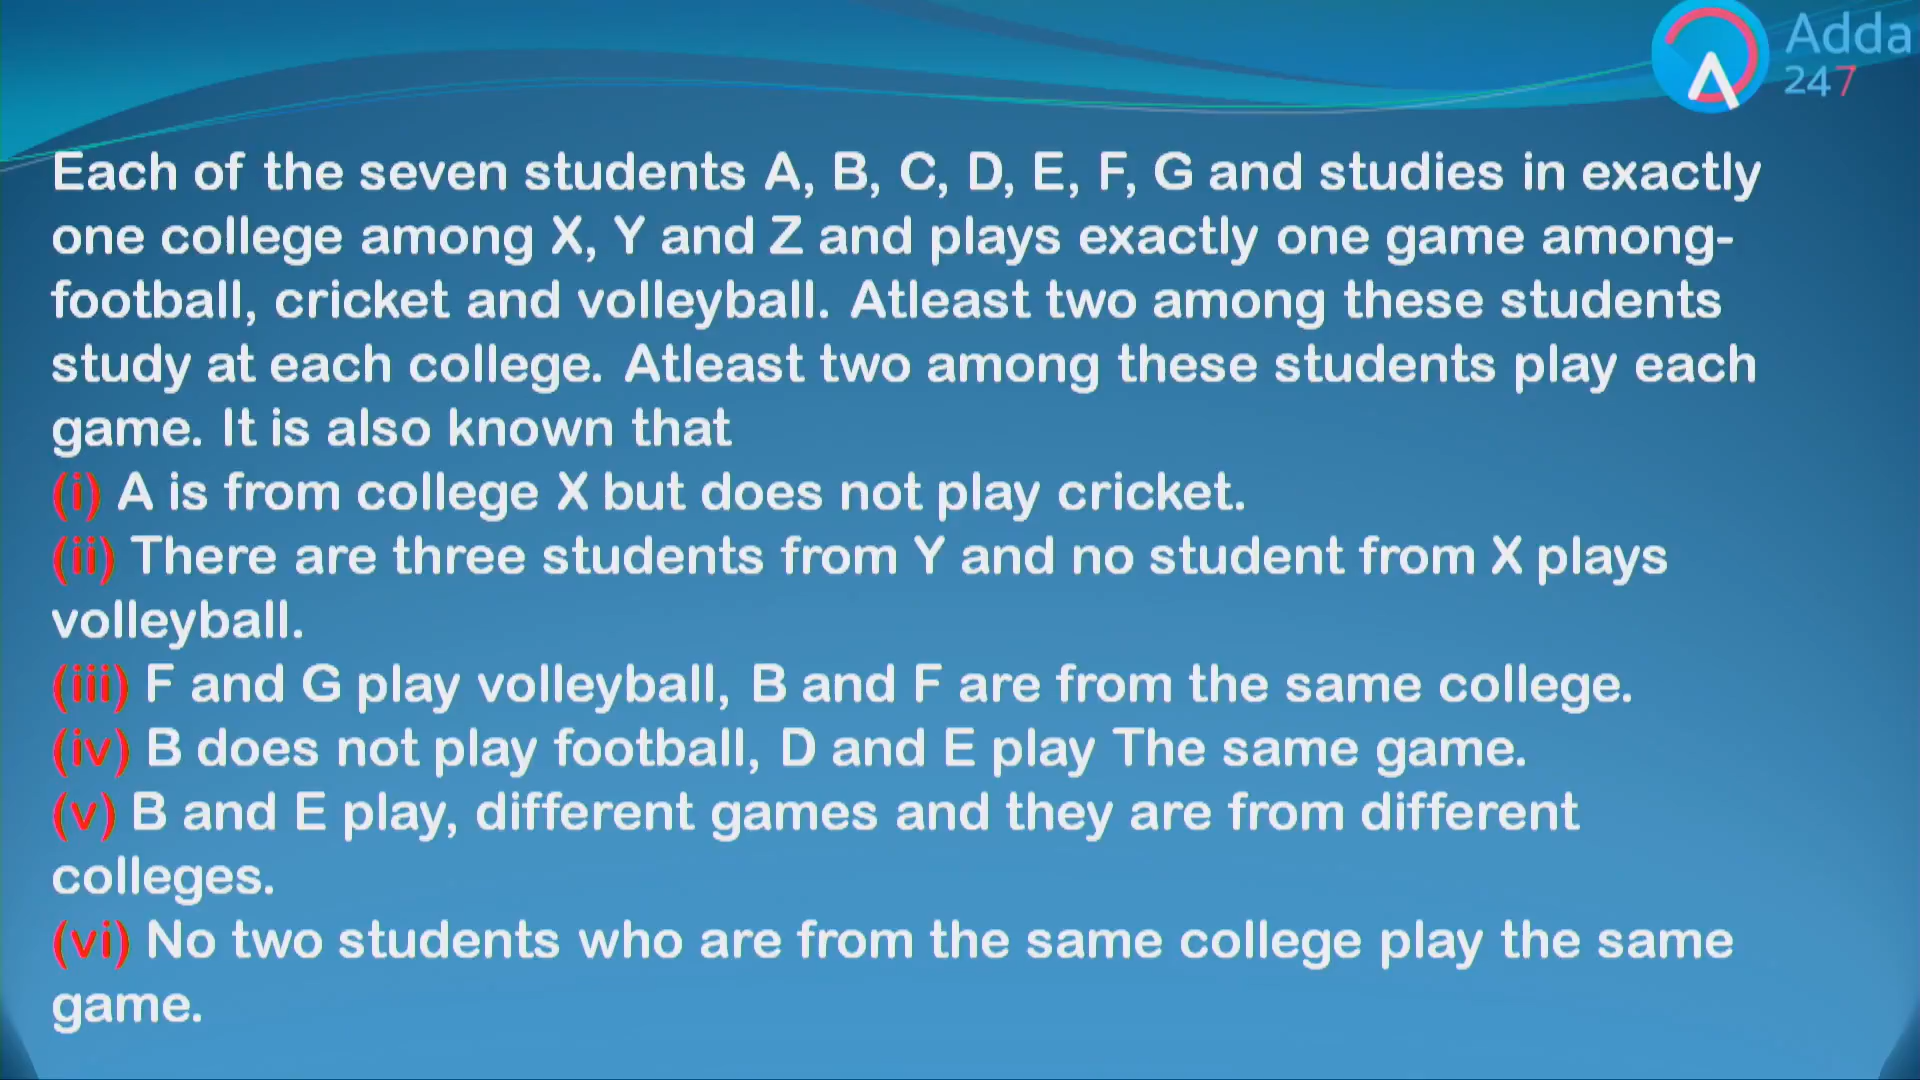 Adda
247
Each of the seven students A, B, C, D, E, F, G and studies in exactly
one college among X, Y and Z and plays exactly one game among-
football, cricket and volleyball. Atleast two among these students
study at each college. Atleast two among these students play each
game. It is also known that
(i) A is from college X but does not play cricket.
(ii) There are three students from Y and no student from X plays
volleyball.
(iii) F and G play volleyball, B and F are from the same college.
(iv) B does not play football, D and E play The same game.
(v) B and E play, different games and they are from different
colleges.
(vi) No two students who are from the same college play the same
game.